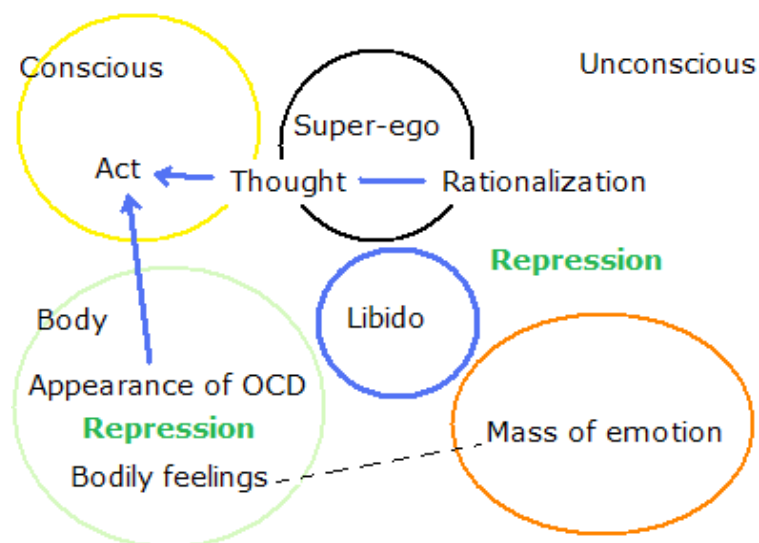 Conscious
Unconscious
Super-ego
Act
Thought
Rationalization
Repression
Body
Libido
Appearance of OCD
Repression
Mass of emotion
Bodily feelings